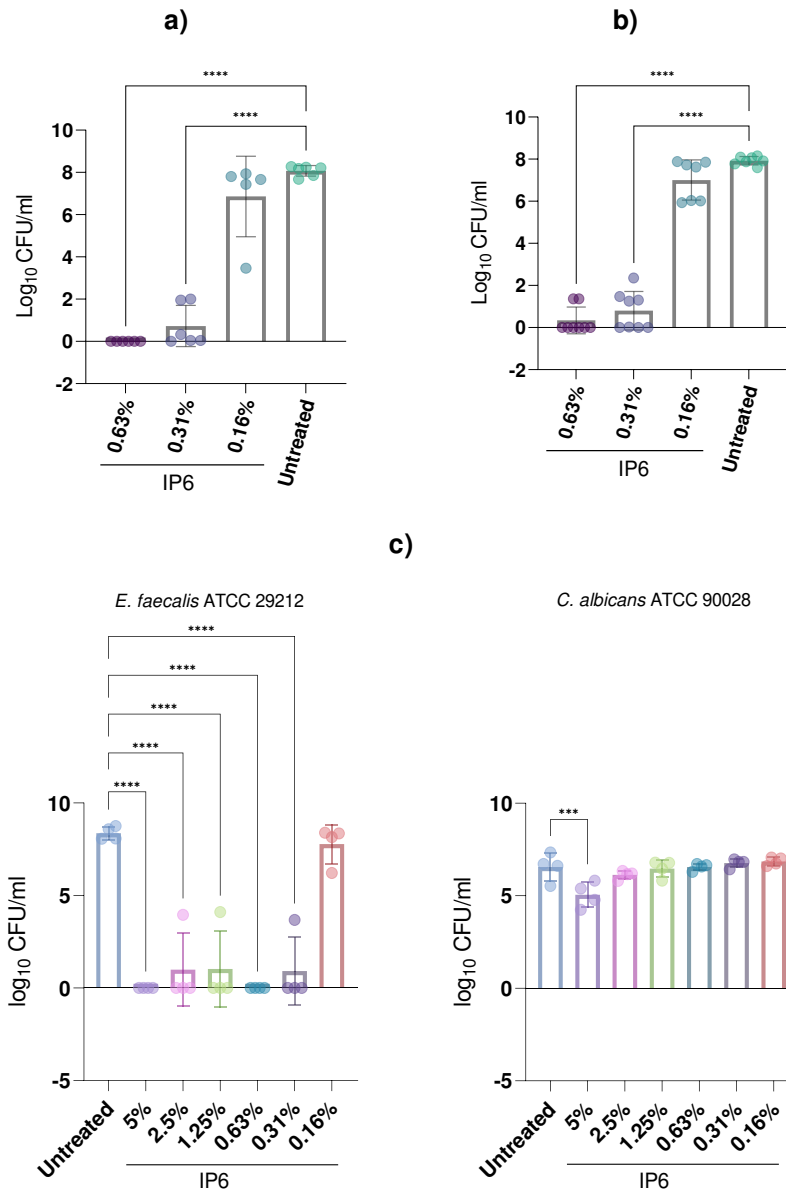 a)
****
****
10
8
6
4
2
0
-2
Log10 CFU/ml
0.63%
0.31%
0.16%
Untreated
IP6
b)
****
****
10
8
6
4
2
0
-2
Log10 CFU/ml
0.63%
0.31%
0.16%
Untreated
IP6
c)
E. faecalis ATCC 29212
****
****
****
****
****
10
5
0
-5
log10 CFU/ml
Untreated
5%
2.5%
1.25%
0.63%
0.31%
0.16%
IP6
C. albicans ATCC 90028
***
10
5
0
-5
log10 CFU/ml
Untreated
5%
2.5%
1.25%
0.63%
0.31%
0.16%
IP6